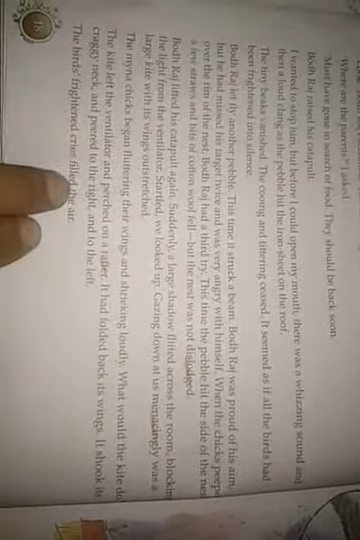 Where are the parents?' I asked.
'Must have gone in search of food. They should be back soon.'
Bodh Raj raised his catapult.
I wanted to stop him, but before I could open my mouth, there was a whizzing sound and
then a loud clang as the pebble hit the iron-sheet on the roof.
The tiny beaks vanished. The cooing and tittering ceased. It seemed as if all the birds had
been frightened into silence.
Bodh Raj let fly another pebble. This time it struck a beam. Bodh Raj was proud of his aim,
but he had missed his target twice and was very angry with himself. When the chicks peepe
over the rim of the nest, Bodh Raj had a third try. This time the pebble hit the side of the nest
a few straws and bits of cotton wool fell—but the nest was not dislodged.
Bodh Raj lifted his catapult again. Suddenly, a large shadow flitted across the room, blockin
the light from the ventilator. Startled, we looked up. Gazing down at us menacingly was a
large kite with its wings outstretched.
The myna chicks began fluttering their wings and shrieking loudly. What would the kite do
The kite left the ventilator and perched on a rafter. It had folded back its wings. It shook its
craggy neck, and peered to the right and to the left.
The birds' frightened cries filled the air.